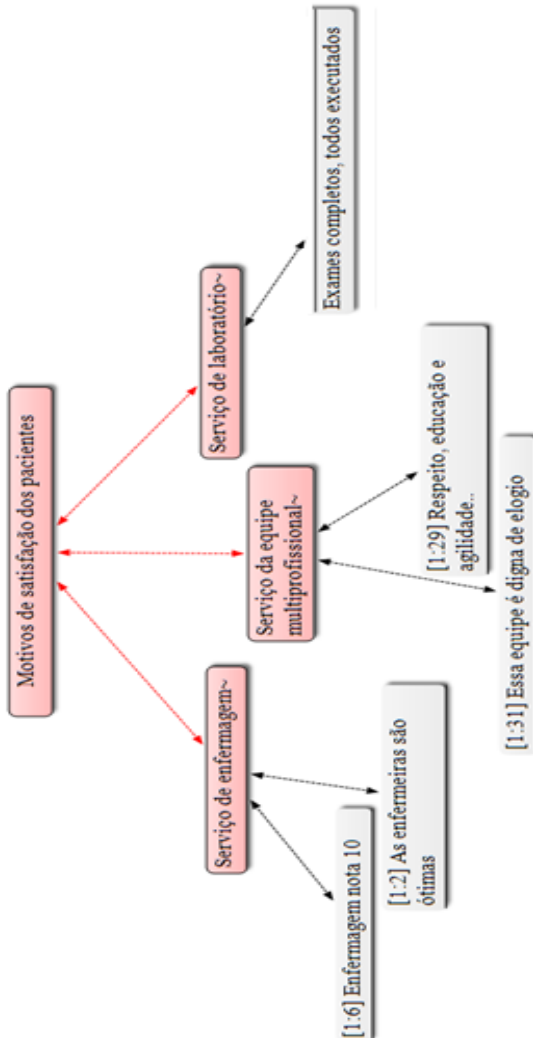 Motivos de satisfação dos pacientes
Serviço de enfermagem~
Serviço da equipe
multiprofissional~
Serviço de laboratório~
[1:6] Enfermagem nota 10
[1:2] As enfermeiras são
ótimas
[1:31] Essa equipe é digna de elogio
[1:29] Respeito, educação e
agilidade..
Exames completos, todos executados